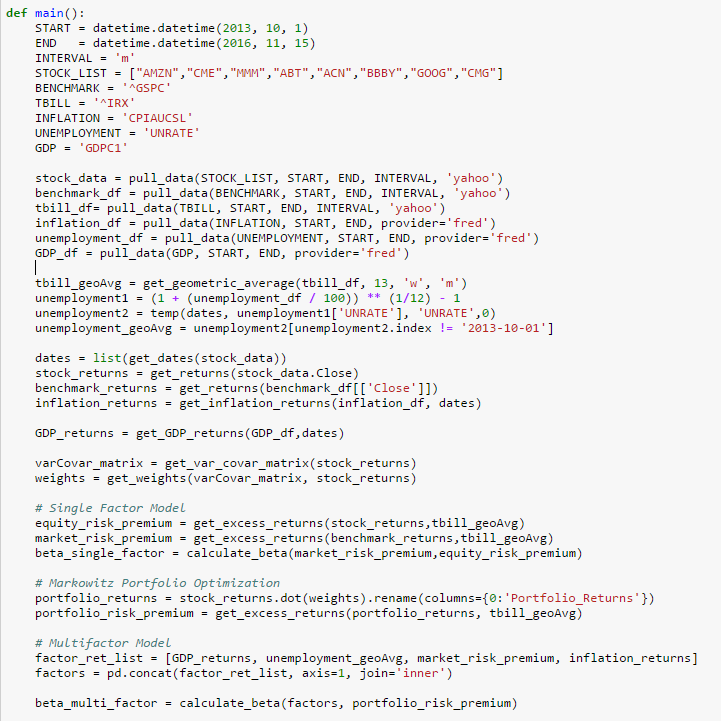 def main():
    START = datetime.datetime(2013, 10, 1)
    END   = datetime.datetime(2016, 11, 15)
    INTERVAL = 'm'
    STOCK_LIST = ["AMZN","CME","MMM","ABT","ACN","BBBY","GOOG","CMG"]
    BENCHMARK = '^GSPC'
    TBILL = '^IRX'
    INFLATION = 'CPIAUCSL'
    UNEMPLOYMENT = 'UNRATE'
    GDP = 'GDPC1'
    stock_data = pull_data(STOCK_LIST, START, END, INTERVAL, 'yahoo')
    benchmark_df = pull_data(BENCHMARK, START, END, INTERVAL, 'yahoo')
    tbill_df= pull_data(TBILL, START, END, INTERVAL, 'yahoo')
    inflation_df = pull_data(INFLATION, START, END, provider='fred')
    unemployment_df = pull_data(UNEMPLOYMENT, START, END, provider='fred')
    GDP_df = pull_data(GDP, START, END, provider='fred')
    tbill_geoAvg = get_geometric_average(tbill_df, 13, 'w', 'm')
    unemployment1 = (1 + (unemployment_df / 100)) ** (1/12) - 1
    unemployment2 = temp(dates, unemployment1['UNRATE'], 'UNRATE',0)
    unemployment_geoAvg = unemployment2[unemployment2.index != '2013-10-01']
    dates = list(get_dates(stock_data))
    stock_returns = get_returns(stock_data.Close)
    benchmark_returns = get_returns(benchmark_df[['Close']])
    inflation_returns = get_inflation_returns(inflation_df, dates)
    GDP_returns = get_GDP_returns(GDP_df,dates)
    varCovar_matrix = get_var_covar_matrix(stock_returns)
    weights = get_weights(varCovar_matrix, stock_returns)
    # Single Factor Model
    equity_risk_premium = get_excess_returns(stock_returns,tbill_geoAvg)
    market_risk_premium = get_excess_returns(benchmark_returns,tbill_geoAvg)
    beta_single_factor = calculate_beta(market_risk_premium,equity_risk_premium)
    # Markowitz Portfolio Optimization
    portfolio_returns = stock_returns.dot(weights).rename(columns={0:'Portfolio_Returns'})
    portfolio_risk_premium = get_excess_returns(portfolio_returns, tbill_geoAvg)
    # Multifactor Model
    factor_ret_list = [GDP_returns, unemployment_geoAvg, market_risk_premium, inflation_returns]
    factors = pd.concat(factor_ret_list, axis=1, join='inner')
    beta_multi_factor = calculate_beta(factors, portfolio_risk_premium)